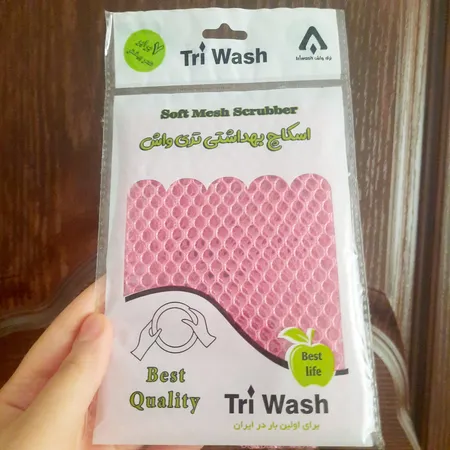 Tri Wash
Soft Mesh Scrubber
اسکاچ بهداشتی تری واش
Best
life
Best
Quality
Tri Wash
برای اولین بار در ایران